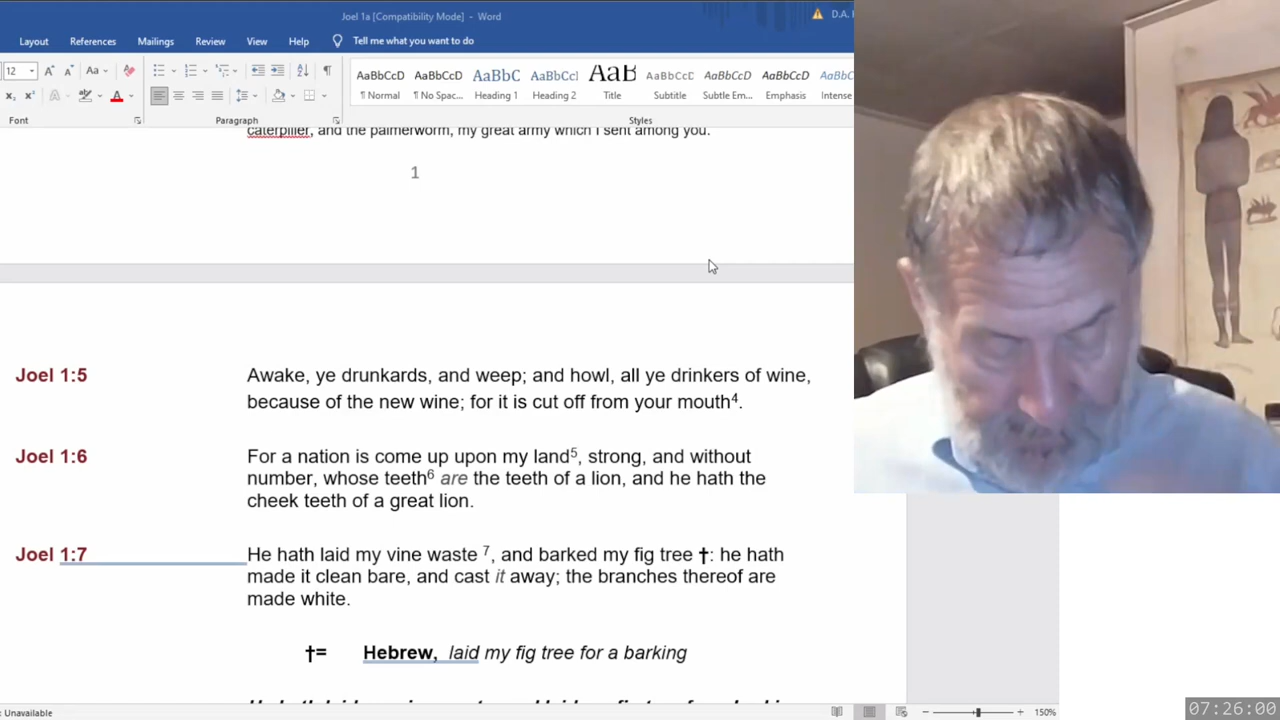 Joel 1a [Compatibility Mode] - Word
D.A.
Layout References Mailings Review View Help Tell me what you want to do
12 Aa
AaBbCcD AaBbCcD AaBbC AaBbCcI AaB AaBbCcD AaBbCcD AaBbCcD AaBbC
¶ Normal ¶ No Spac... Heading 1 Heading 2 Title Subtitle Subtle Em... Emphasis Intense
Font Paragraph Styles
caterpiller, and the palmerworm, my great army which I sent among you.
1
Joel 1:5 Awake, ye drunkards, and weep; and howl, all ye drinkers of wine,
because of the new wine; for it is cut off from your mouth⁴.
Joel 1:6 For a nation is come up upon my land⁵, strong, and without
number, whose teeth⁶ are the teeth of a lion, and he hath the
cheek teeth of a great lion.
Joel 1:7 He hath laid my vine waste ⁷, and barked my fig tree ✝: he hath
made it clean bare, and cast it away; the branches thereof are
made white.
✝= Hebrew, laid my fig tree for a barking
: Unavailable
150%
07:26:00